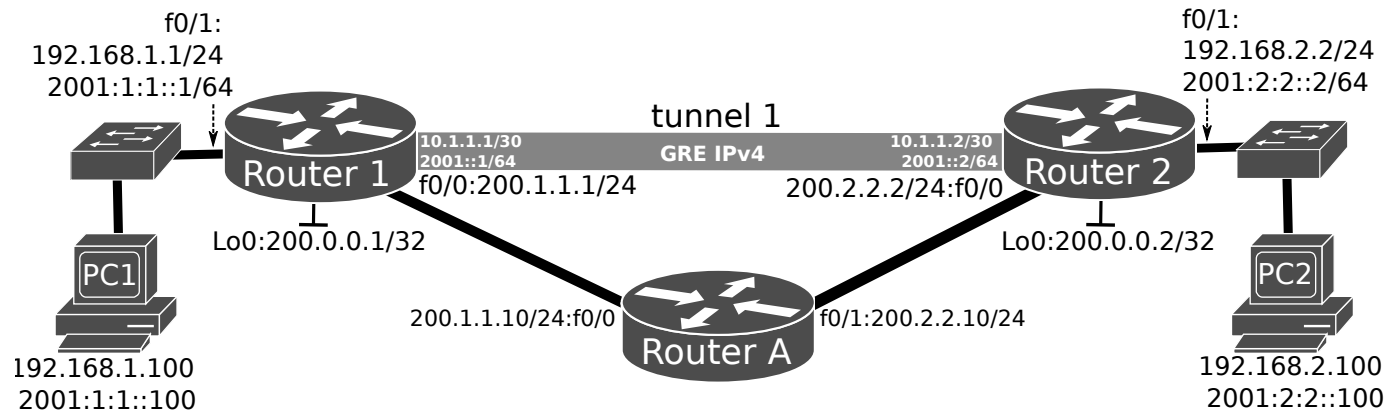 f0/1:
192.168.1.1/24
2001:1:1::1/64
f0/1:
192.168.2.2/24
2001:2:2::2/64
tunnel 1
10.1.1.1/30
2001::1/64
GRE IPv4
10.1.1.2/30
2001::2/64
Router 1
Router 2
f0/0:200.1.1.1/24
200.2.2.2/24:f0/0
Lo0:200.0.0.1/32
Lo0:200.0.0.2/32
PC1
PC2
200.1.1.10/24:f0/0
f0/1:200.2.2.10/24
Router A
192.168.1.100
2001:1:1::100
192.168.2.100
2001:2:2::100